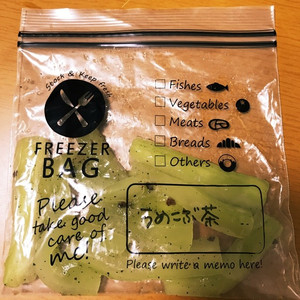 Stock & Keep fresh
FREEZER
BAG
Please
take good
care of
me!
Fishes
Vegetables
Meats
Breads
Others
うめこぶ茶
Please write a memo here!